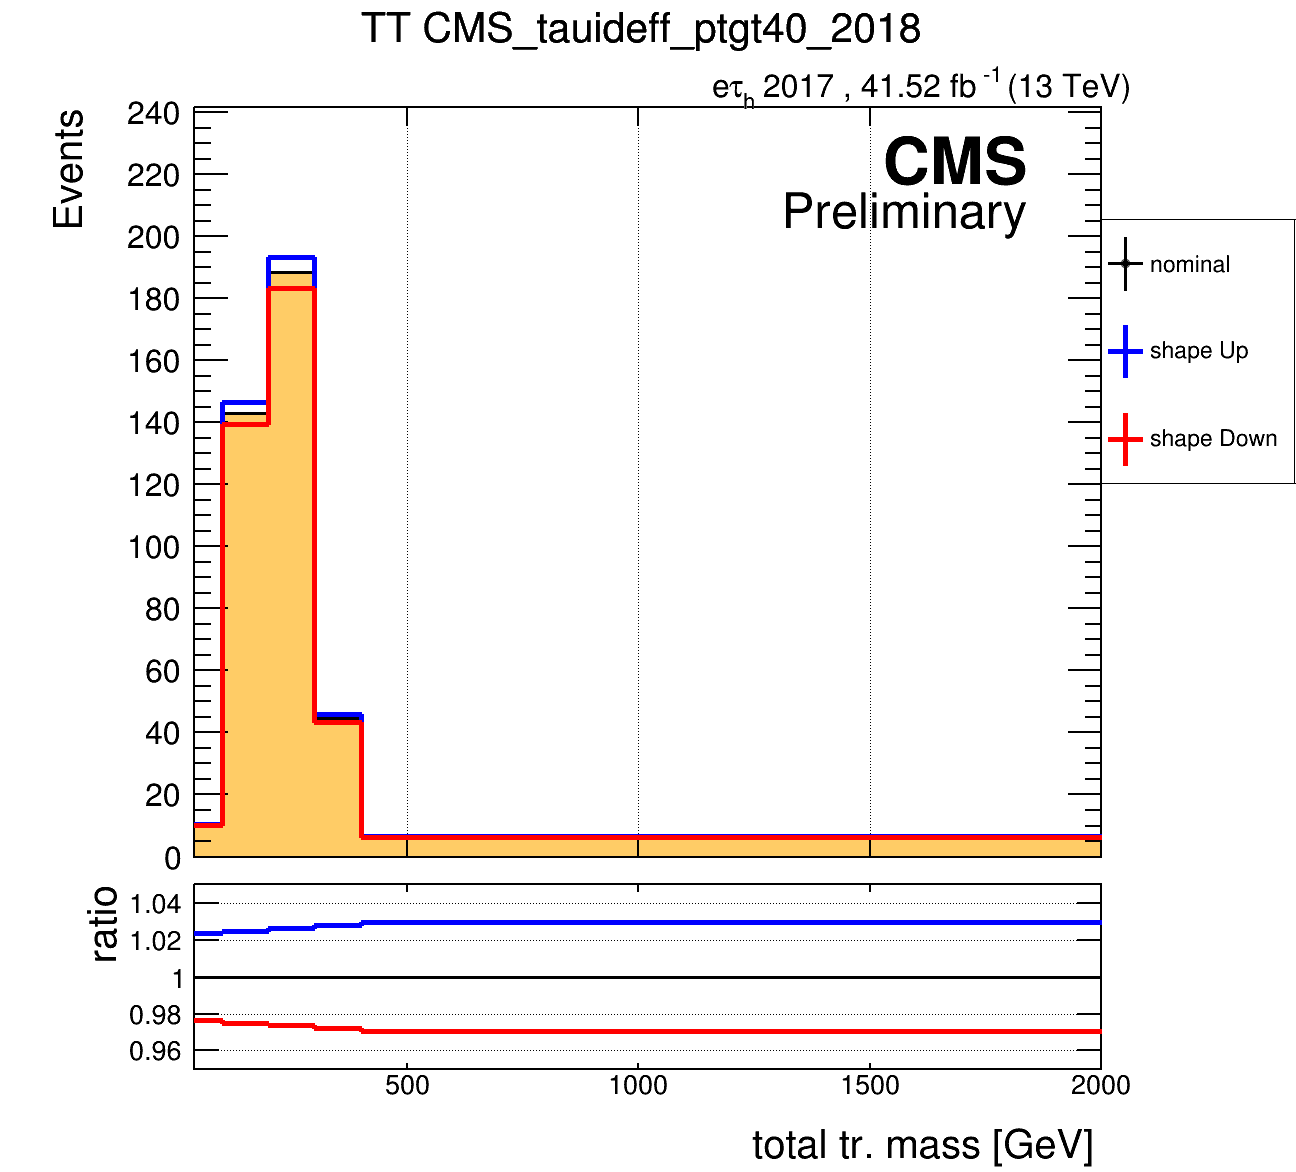 TT CMS_tauideff_ptgt40_2018
eτh 2017 , 41.52 fb -1 (13 TeV)
Events
240
220
200
180
160
140
120
100
80
60
40
20
0
CMS
Preliminary
nominal
shape Up
shape Down
ratio
1.04
1.02
1
0.98
0.96
500
1000
1500
2000
total tr. mass [GeV]